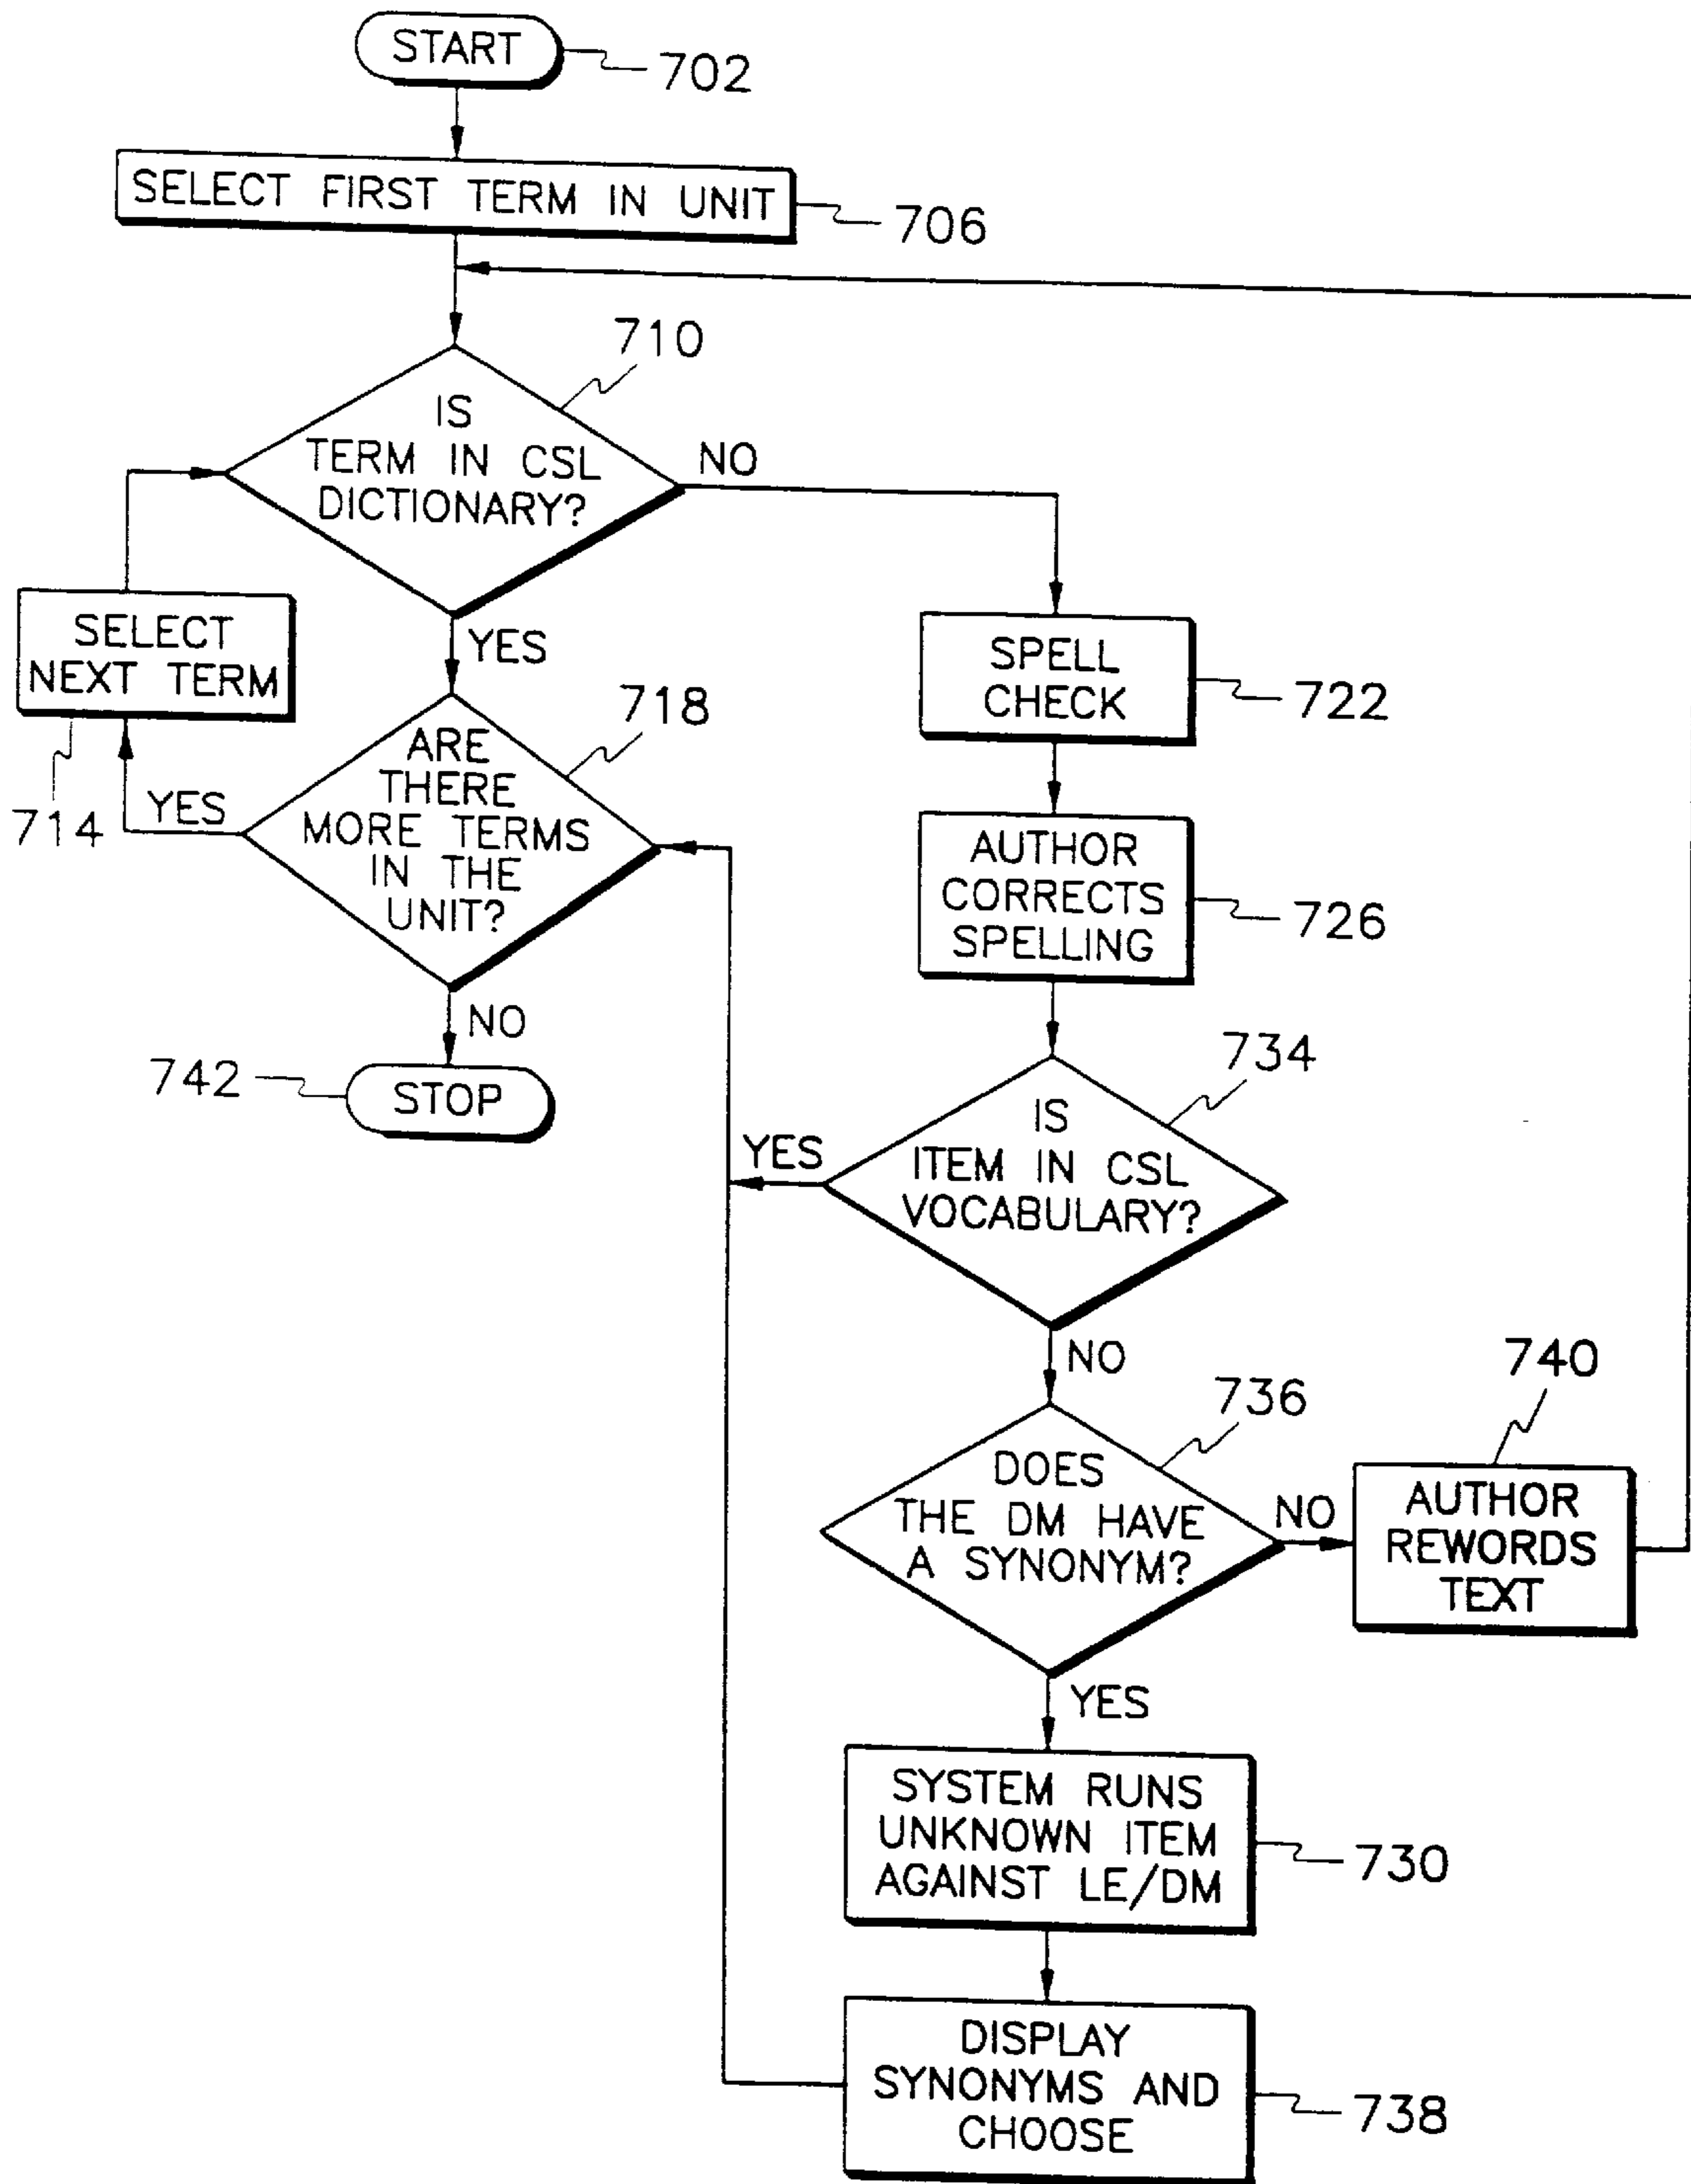 START
702
SELECT FIRST TERM IN UNIT
706
710
IS
TERM IN CSL
DICTIONARY?
NO
YES
SELECT
NEXT TERM
714
YES
718
ARE
THERE
MORE TERMS
IN THE
UNIT?
NO
742
STOP
SPELL
CHECK
722
AUTHOR
CORRECTS
SPELLING
726
734
IS
ITEM IN CSL
VOCABULARY?
YES
NO
736
DOES
THE DM HAVE
A SYNONYM?
NO
740
AUTHOR
REWORDS
TEXT
YES
SYSTEM RUNS
UNKNOWN ITEM
AGAINST LE/DM
730
DISPLAY
SYNONYMS AND
CHOOSE
738